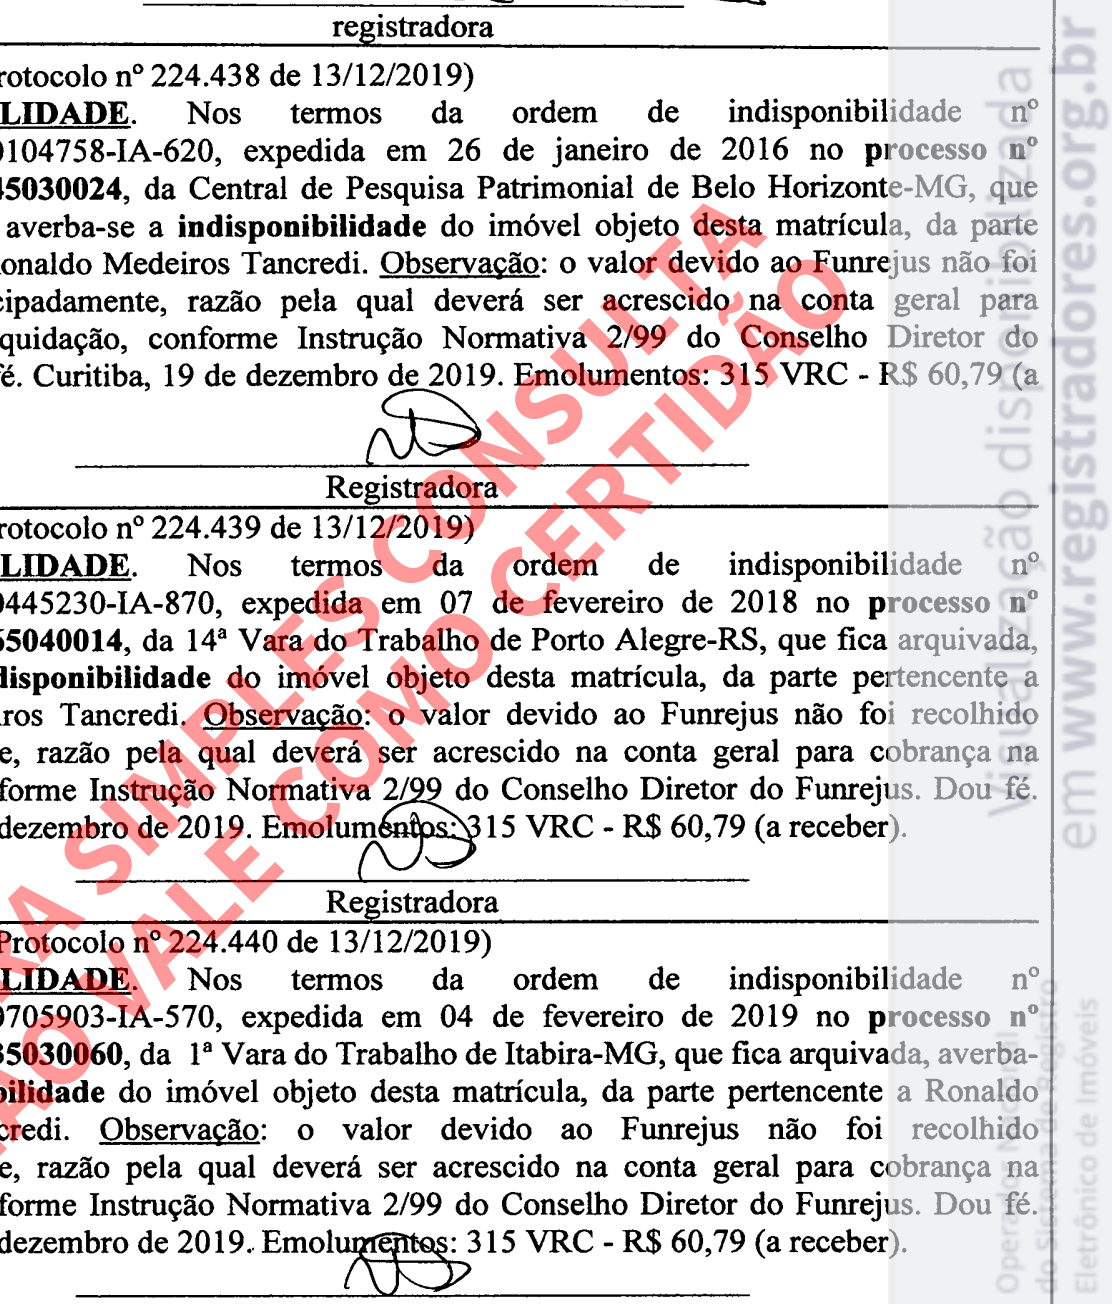 registradora
rotocolo nº 224.438 de 13/12/2019)
LIDADE. Nos termos da ordem de indisponibilidade nº
0104758-IA-620, expedida em 26 de janeiro de 2016 no processo nº
45030024, da Central de Pesquisa Patrimonial de Belo Horizonte-MG, que
averba-se a indisponibilidade do imóvel objeto desta matrícula, da parte
onaldo Medeiros Tancredi. Observação: o valor devido ao Funrejus não foi
cipadamente, razão pela qual deverá ser acrescido na conta geral para
quidação, conforme Instrução Normativa 2/99 do Conselho Diretor do
fé. Curitiba, 19 de dezembro de 2019. Emolumentos: 315 VRC - R$ 60,79 (a
Registradora
rotocolo nº 224.439 de 13/12/2019)
LIDADE. Nos termos da ordem de indisponibilidade nº
0445230-IA-870, expedida em 07 de fevereiro de 2018 no processo nº
65040014, da 14ª Vara do Trabalho de Porto Alegre-RS, que fica arquivada,
disponibilidade do imóvel objeto desta matrícula, da parte pertencente a
iros Tancredi. Observação: o valor devido ao Funrejus não foi recolhido
e, razão pela qual deverá ser acrescido na conta geral para cobrança na
forme Instrução Normativa 2/99 do Conselho Diretor do Funrejus. Dou fé.
dezembro de 2019. Emolumentos: 315 VRC - R$ 60,79 (a receber).
Registradora
Protocolo nº 224.440 de 13/12/2019)
LIDADE. Nos termos da ordem de indisponibilidade nº
0705903-IA-570, expedida em 04 de fevereiro de 2019 no processo nº
35030060, da 1ª Vara do Trabalho de Itabira-MG, que fica arquivada, averba-
bilidade do imóvel objeto desta matrícula, da parte pertencente a Ronaldo
credi. Observação: o valor devido ao Funrejus não foi recolhido
e, razão pela qual deverá ser acrescido na conta geral para cobrança na
forme Instrução Normativa 2/99 do Conselho Diretor do Funrejus. Dou fé.
dezembro de 2019. Emolumentos: 315 VRC - R$ 60,79 (a receber).
RA SIMPLES CONSULTA
NÃO VALE COMO CERTIDÃO
Visualização disponibilizada
em www.registradores.org.br
Operador Nacional
do Sistema de Registro
Eletrônico de Imóveis